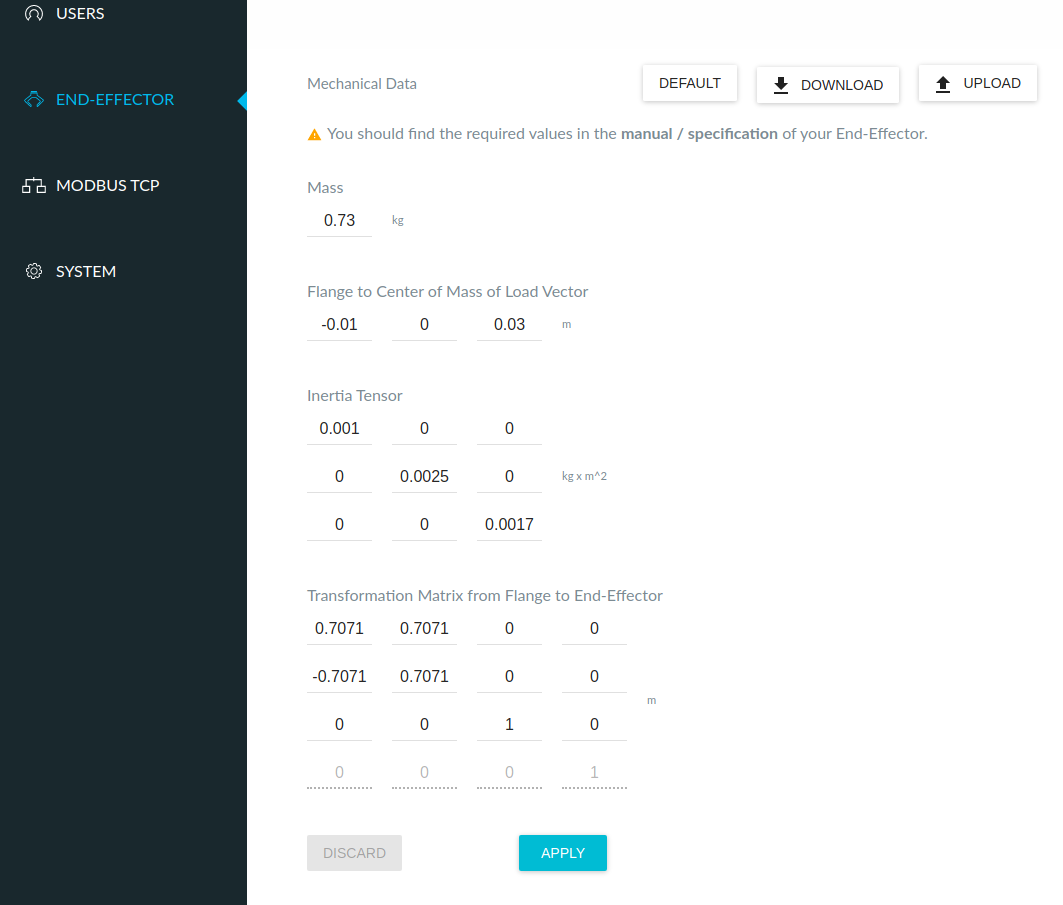 USERS
END-EFFECTOR
MODBUS TCP
SYSTEM
Mechanical Data
DEFAULT
DOWNLOAD
UPLOAD
You should find the required values in the manual / specification of your End-Effector.
Mass
0.73 kg
Flange to Center of Mass of Load Vector
-0.01 0 0.03 m
Inertia Tensor
0.001 0 0
0 0.0025 0 kg x m^2
0 0 0.0017
Transformation Matrix from Flange to End-Effector
0.7071 0.7071 0 0
-0.7071 0.7071 0 0
m
0 0 1 0
0 0 0 1
DISCARD
APPLY